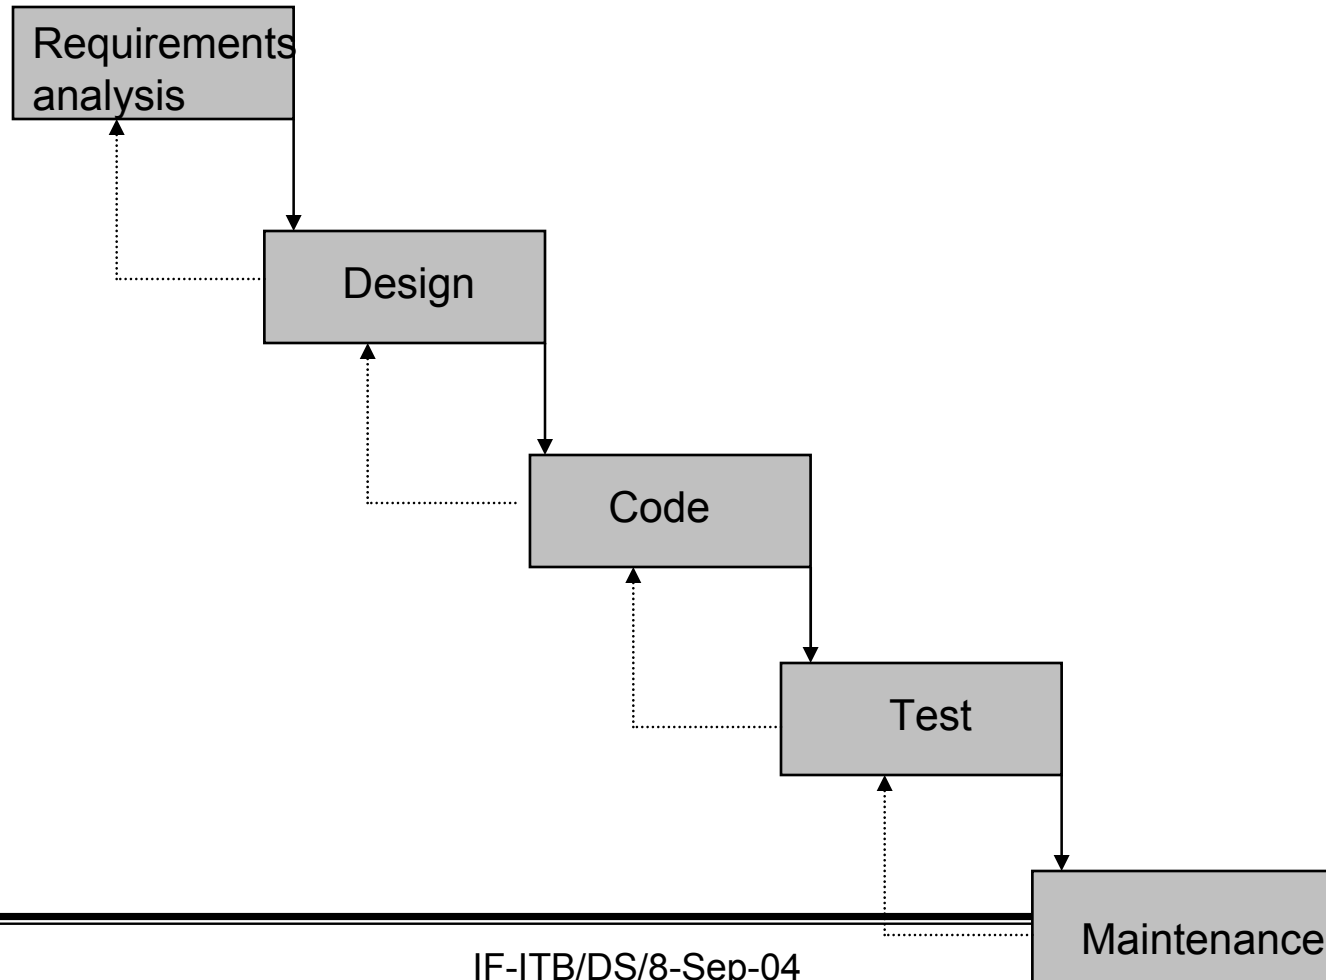 Requirements
analysis
Design
Code
Test
Maintenance
IF-ITB/DS/8-Sep-04